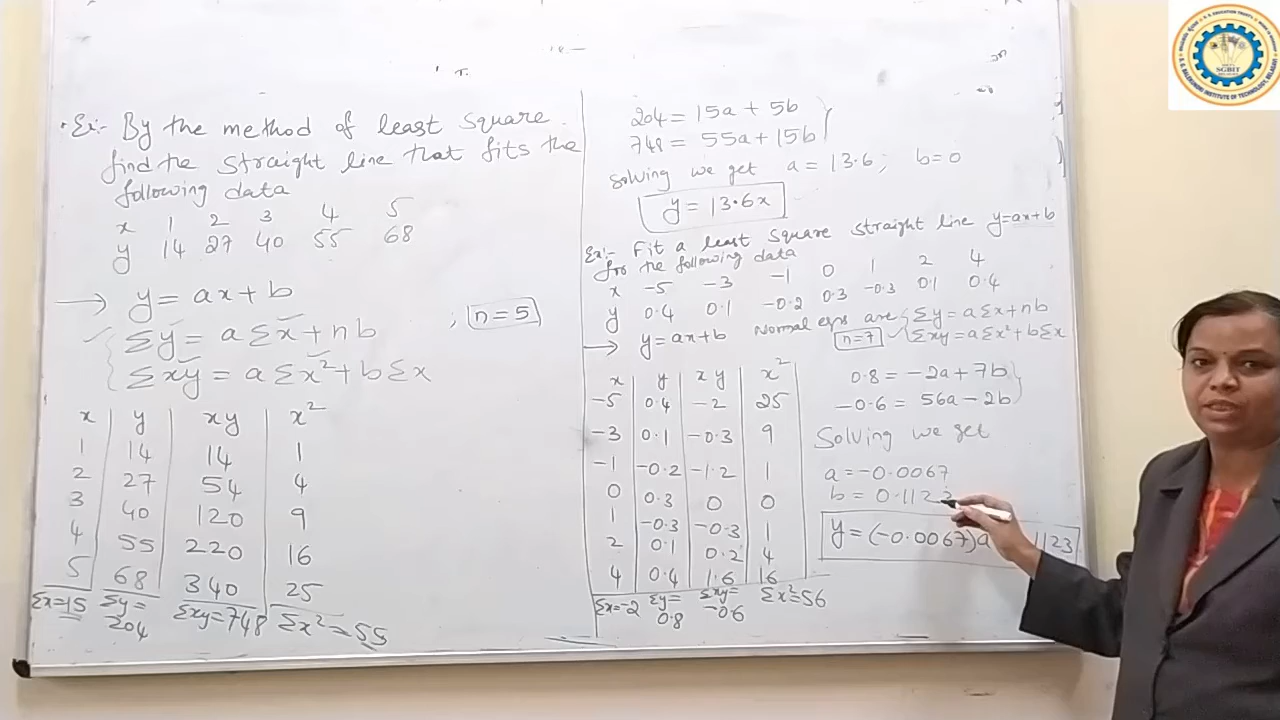 Ex:- By the method of least square
find the straight line that fits the
following data
x 1 2 3 4 5
y 14 27 40 55 68
→ y = ax + b
Σy = aΣx + nb ; n = 5
Σxy = aΣx² + bΣx
x y xy x²
1 14 14 1
2 27 54 4
3 40 120 9
4 55 220 16
5 68 340 25
Σx=15 Σy=204 Σxy=748 Σx²=55
204 = 15a + 5b
748 = 55a + 15b
Solving we get a = 13.6; b = 0
y = 13.6x
Ex:- Fit a least square straight line y=ax+b
for the following data
x -5 -3 -1 0 1 2 4
y 0.4 0.1 -0.2 0.3 -0.3 0.1 0.4
→ y=ax+b Normal eqns are Σy=aΣx+nb
n=7 Σxy=aΣx²+bΣx
x y xy x²
-5 0.4 -2 25
-3 0.1 -0.3 9
-1 -0.2 -1.2 1
0 0.3 0 0
1 -0.3 -0.3 1
2 0.1 0.2 4
4 0.4 1.6 16
Σx=-2 Σy=0.8 Σxy=-0.6 Σx²=56
0.8 = -2a + 7b
-0.6 = 56a - 2b
Solving we get
a = -0.0067
b = 0.1123
y = (-0.0067)a 1123
SGBIT